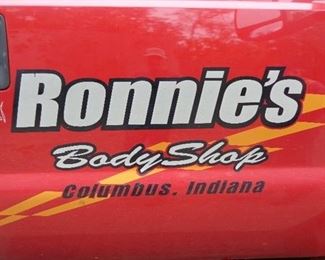 Ronnie's
Body Shop
Columbus, Indiana